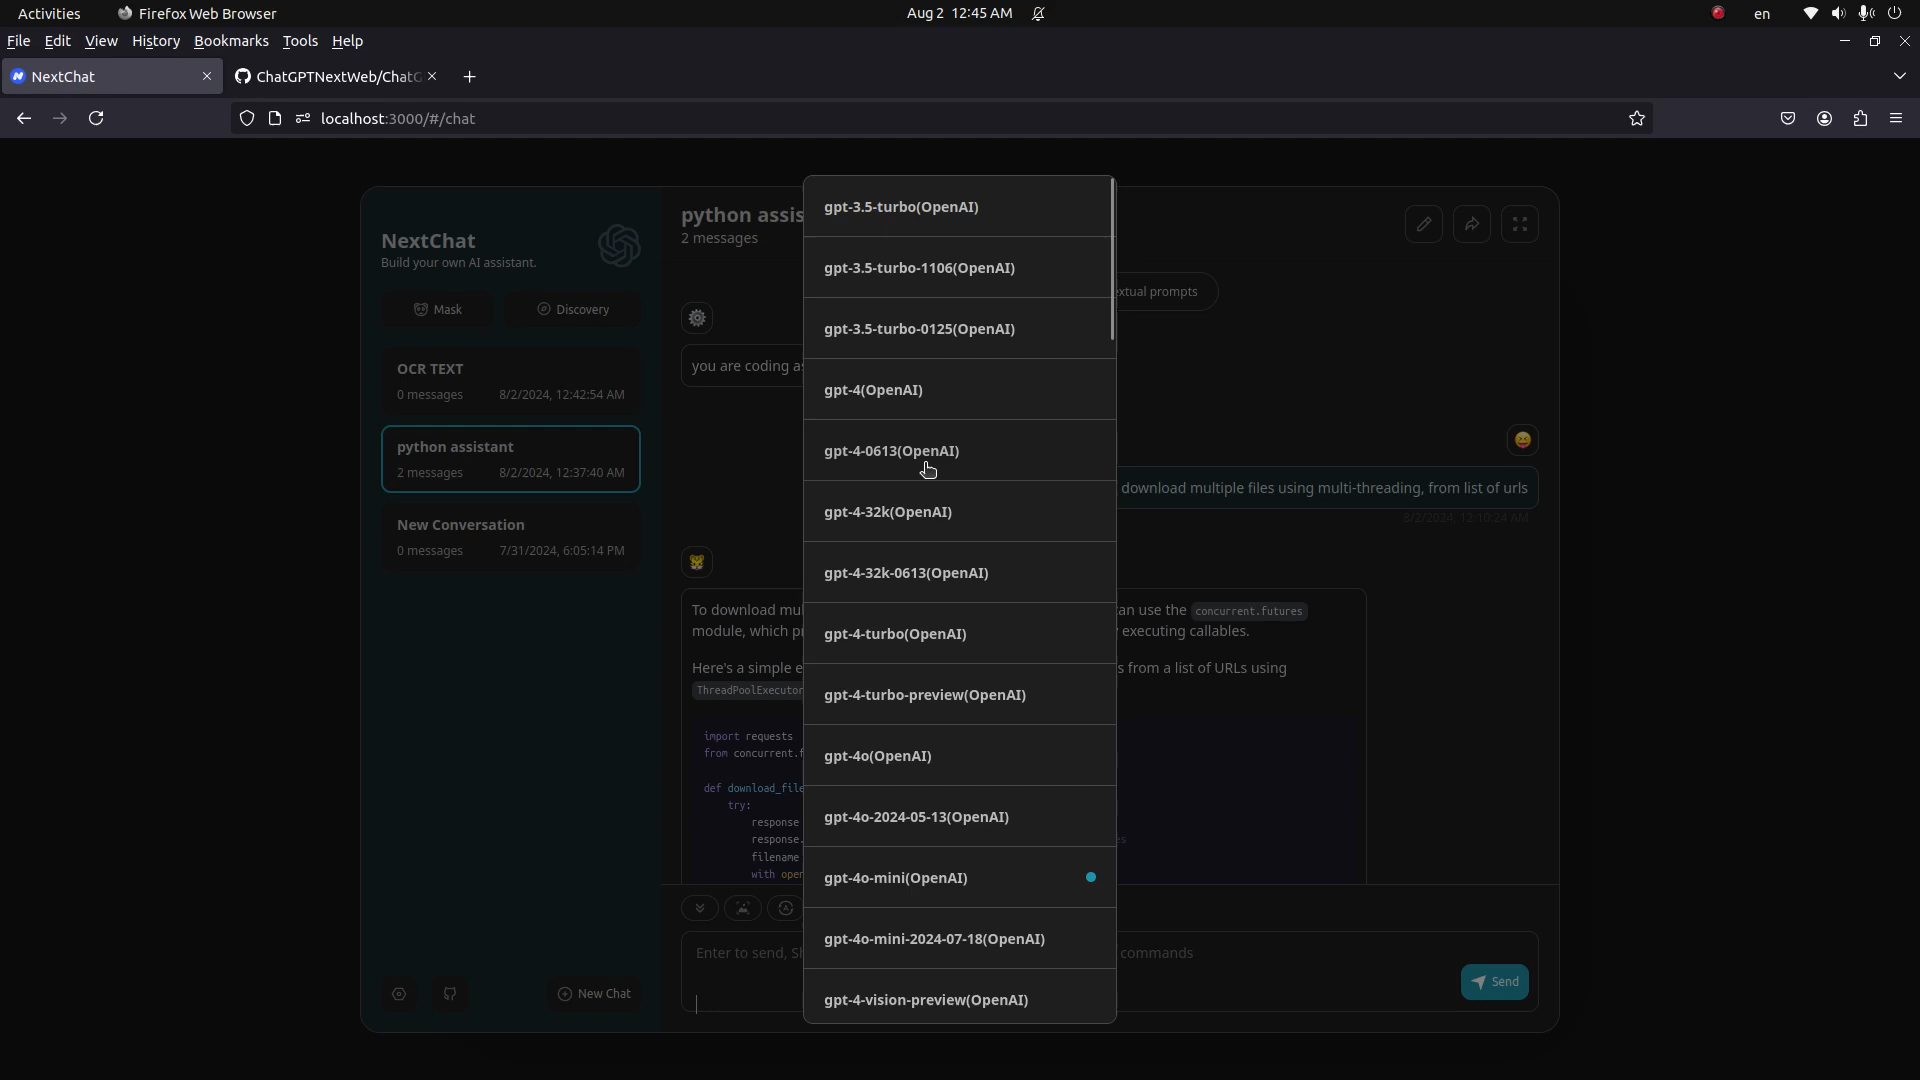 Activities
Firefox Web Browser
Aug 2 12:45 AM
en
File Edit View History Bookmarks Tools Help
NextChat
ChatGPTNextWeb/ChatG
localhost:3000/#/chat
NextChat
Build your own AI assistant.
Mask
Discovery
OCR TEXT
0 messages 8/2/2024, 12:42:54 AM
python assistant
2 messages 8/2/2024, 12:37:40 AM
New Conversation
0 messages 7/31/2024, 6:05:14 PM
New Chat
python assis
2 messages
extual prompts
you are coding as
download multiple files using multi-threading, from list of urls
8/2/2024, 12:10:24 AM
To download mul
an use the concurrent.futures
module, which pr
executing callables.
Here's a simple e
s from a list of URLs using
ThreadPoolExecutor
import requests
from concurrent.f
def download_file
try:
response
response.
es
filename
with open
Enter to send, Sh
commands
Send
gpt-3.5-turbo(OpenAI)
gpt-3.5-turbo-1106(OpenAI)
gpt-3.5-turbo-0125(OpenAI)
gpt-4(OpenAI)
gpt-4-0613(OpenAI)
gpt-4-32k(OpenAI)
gpt-4-32k-0613(OpenAI)
gpt-4-turbo(OpenAI)
gpt-4-turbo-preview(OpenAI)
gpt-4o(OpenAI)
gpt-4o-2024-05-13(OpenAI)
gpt-4o-mini(OpenAI)
gpt-4o-mini-2024-07-18(OpenAI)
gpt-4-vision-preview(OpenAI)